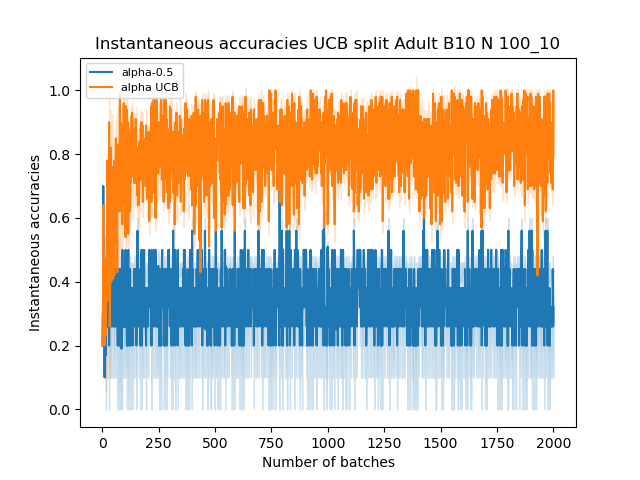 Instantaneous accuracies UCB split Adult B10 N 100_10
alpha-0.5
alpha UCB
1.0
0.8
0.6
0.4
0.2
0.0
Instantaneous accuracies
0 250 500 750 1000 1250 1500 1750 2000
Number of batches